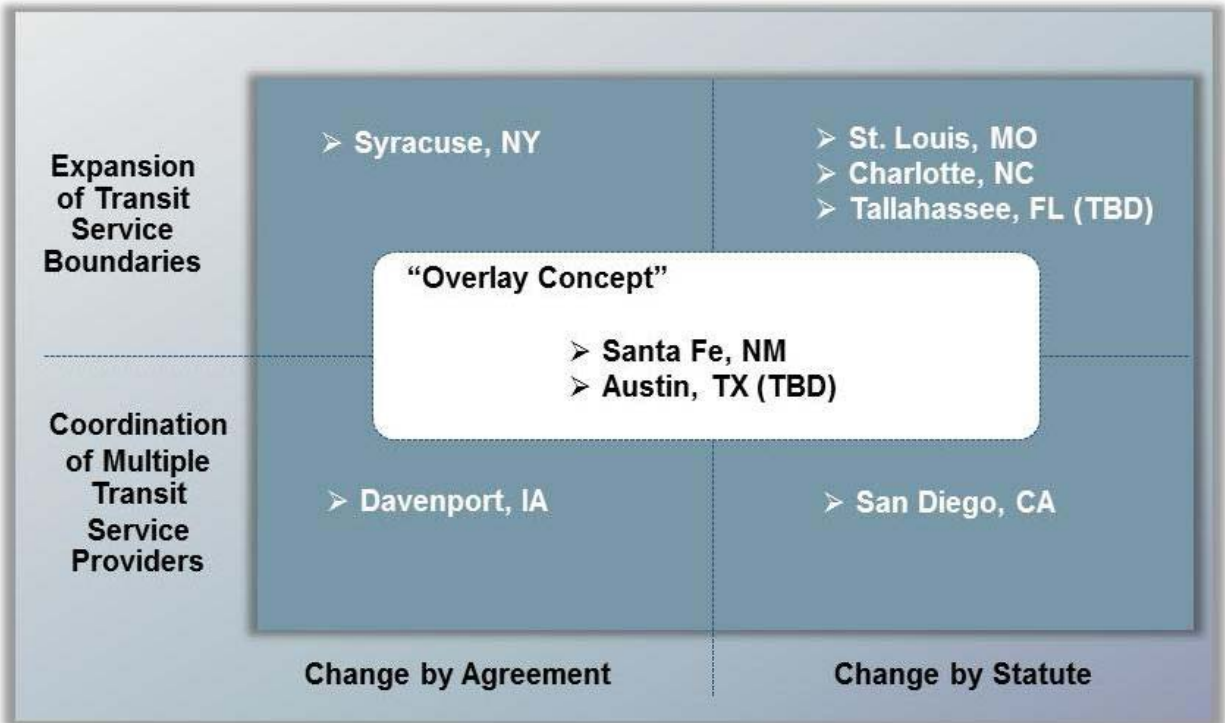 Expansion
of Transit
Service
Boundaries
➢ Syracuse, NY
➢ St. Louis, MO
➢ Charlotte, NC
➢ Tallahassee, FL (TBD)
“Overlay Concept”
➢ Santa Fe, NM
➢ Austin, TX (TBD)
Coordination
of Multiple
Transit
Service
Providers
➢ Davenport, IA
➢ San Diego, CA
Change by Agreement
Change by Statute